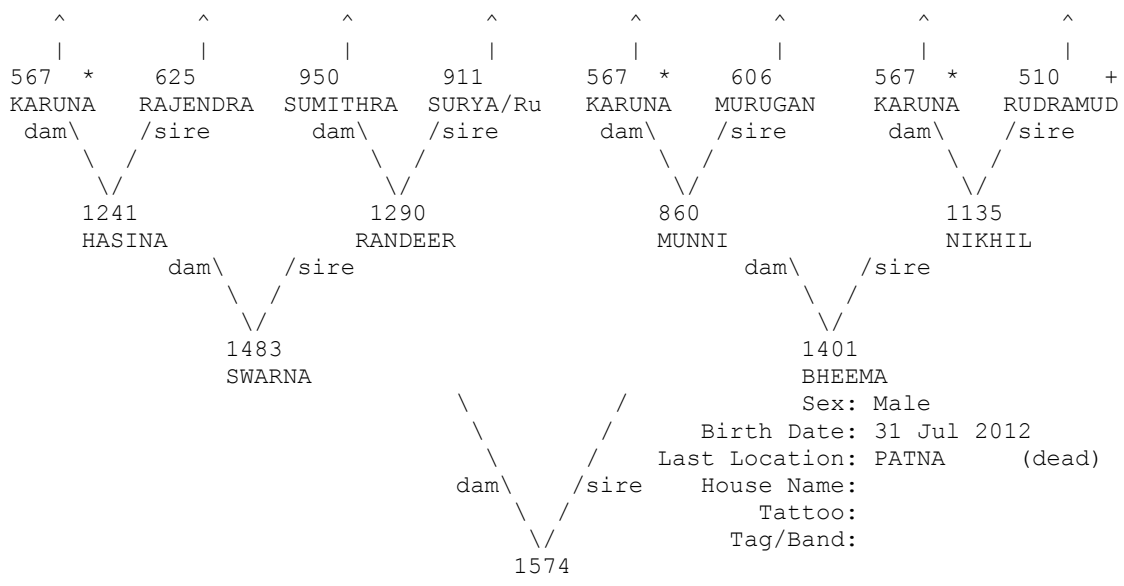 ^ ^ ^ ^ ^ ^ ^ ^
| | | | | | | |
567 * 625 950 911 567 * 606 567 * 510 +
KARUNA RAJENDRA SUMITHRA SURYA/Ru KARUNA MURUGAN KARUNA RUDRAMUD
dam\ /sire dam\ /sire dam\ /sire dam\ /sire
\ / \ / \ / \ /
\/ \/ \/ \/
1241 1290 860 1135
HASINA RANDEER MUNNI NIKHIL
dam\ /sire dam\ /sire
\ / \ /
\/ \/
1483 1401
SWARNA BHEEMA
\ / Sex: Male
\ / Birth Date: 31 Jul 2012
\ / Last Location: PATNA (dead)
dam\ /sire House Name:
\ / Tattoo:
\/ Tag/Band:
1574